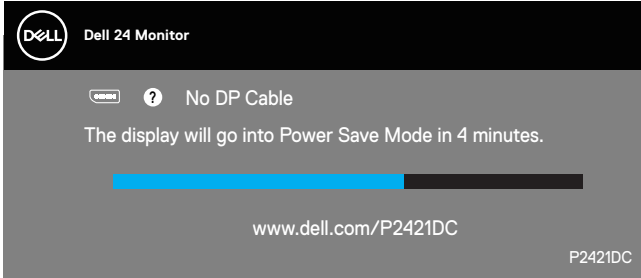 DELL
Dell 24 Monitor
? No DP Cable
The display will go into Power Save Mode in 4 minutes.
www.dell.com/P2421DC
P2421DC